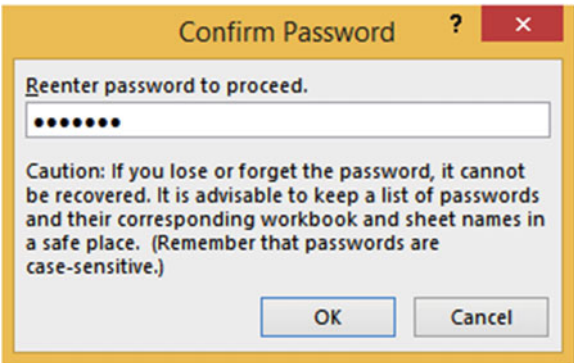 Confirm Password ? ×
Reenter password to proceed.
•••••••
Caution: If you lose or forget the password, it cannot
be recovered. It is advisable to keep a list of passwords
and their corresponding workbook and sheet names in
a safe place.  (Remember that passwords are
case-sensitive.)
OK Cancel